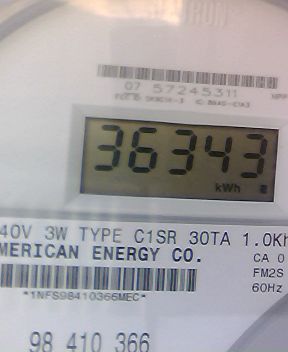 07 57245311
36343
kWh
40V 3W TYPE C1SR 30TA 1.0Kh
MERICAN ENERGY CO.
CA 0
FM2S
60Hz
*1NFS98410366MEC*
98 410 366